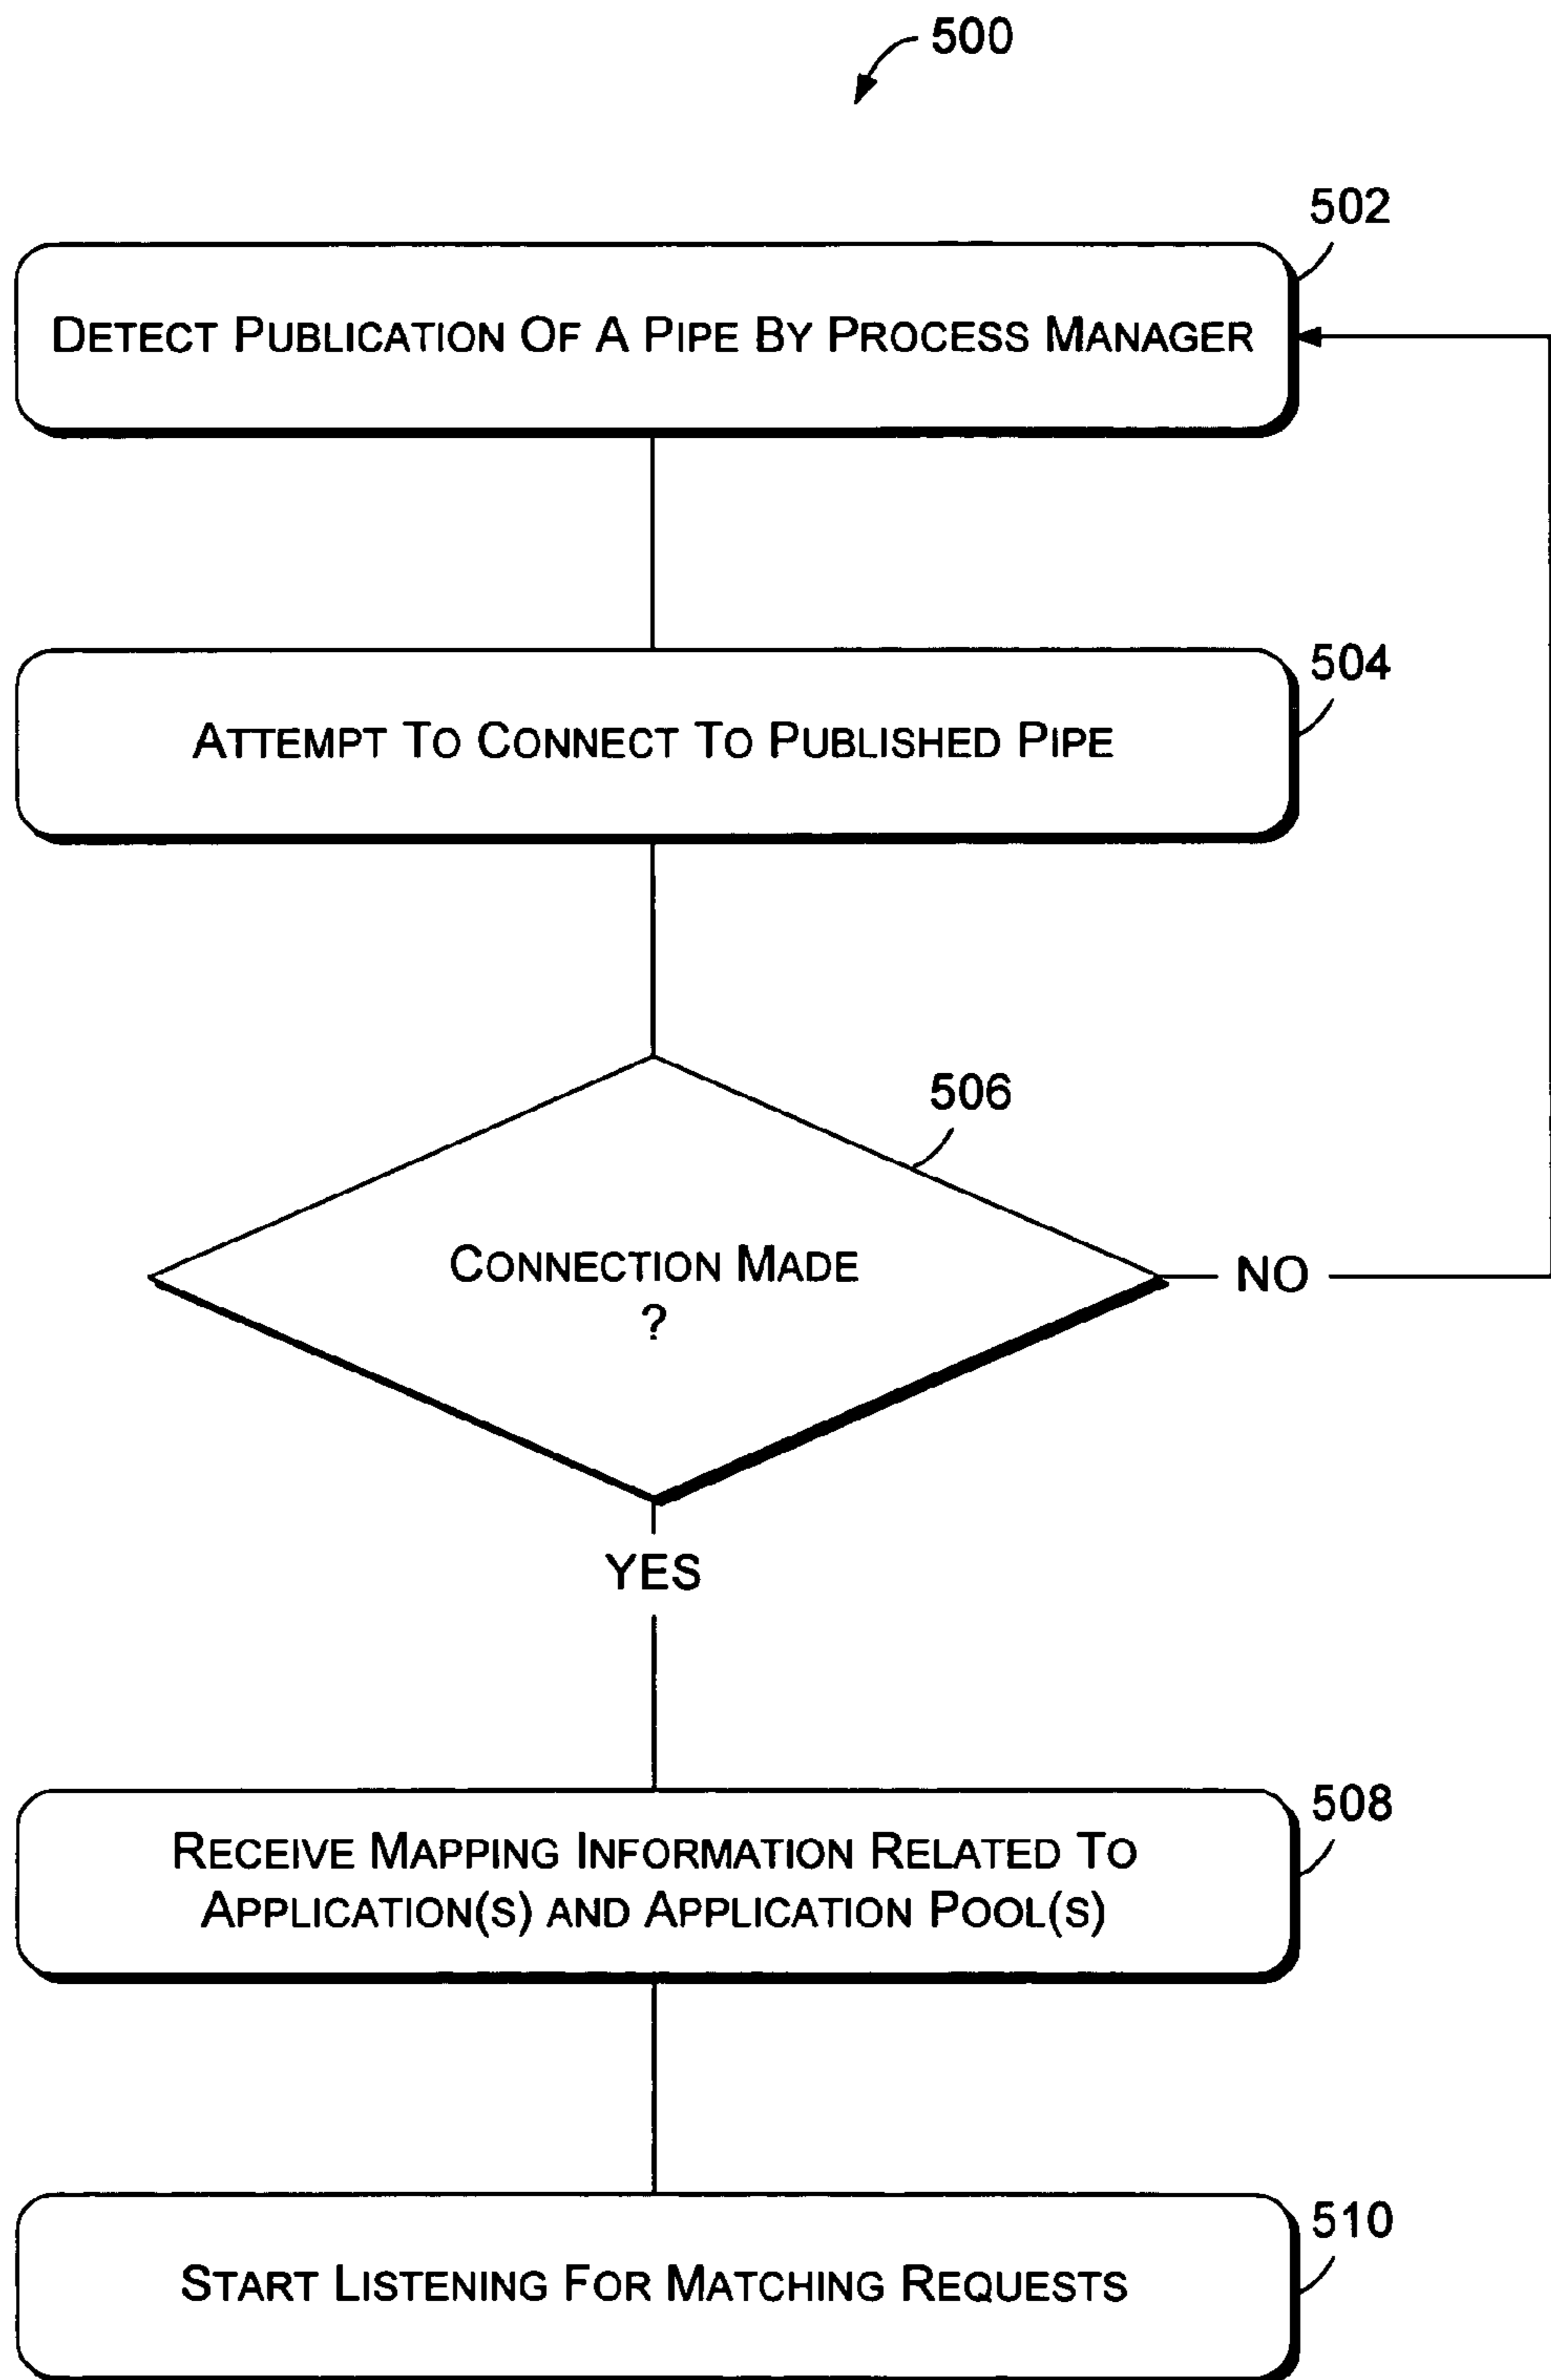 500
502
DETECT PUBLICATION OF A PIPE BY PROCESS MANAGER
504
ATTEMPT TO CONNECT TO PUBLISHED PIPE
506
CONNECTION MADE
?
NO
YES
508
RECEIVE MAPPING INFORMATION RELATED TO
APPLICATION(S) AND APPLICATION POOL(S)
510
START LISTENING FOR MATCHING REQUESTS